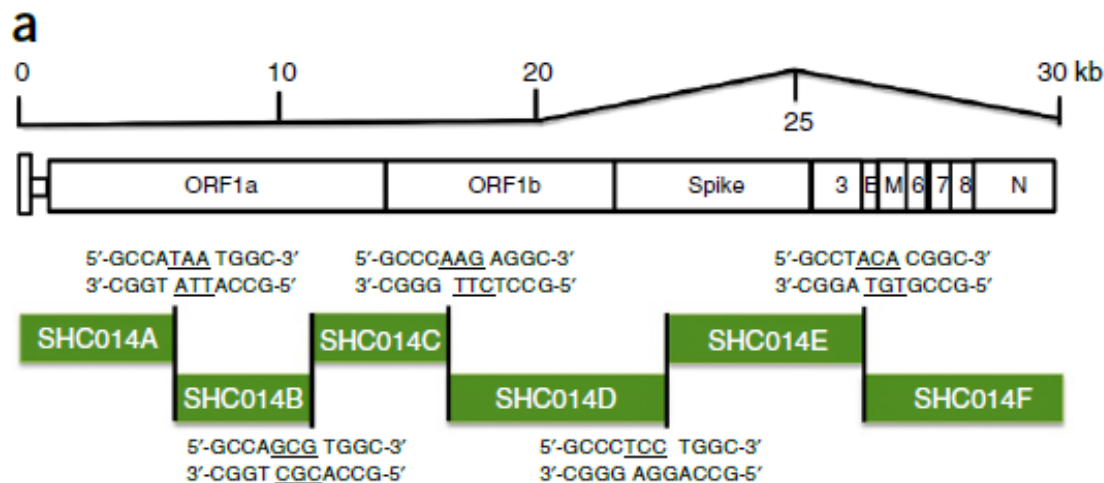 a
0 10 20 30 kb
25
ORF1a ORF1b Spike 3 E M 6 7 8 N
5′-GCCATAA TGGC-3′ 5′-GCCCAAG AGGC-3′ 5′-GCCTACA CGGC-3′
3′-CGGT ATTACCG-5′ 3′-CGGG TTCTCCG-5′ 3′-CGGA TGTGCCG-5′
SHC014A SHC014C SHC014E
SHC014B SHC014D SHC014F
5′-GCCAGCG TGGC-3′ 5′-GCCCTCC TGGC-3′
3′-CGGT CGCACCG-5′ 3′-CGGG AGGACCG-5′